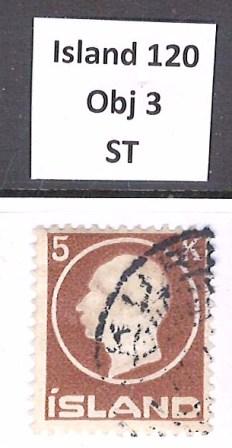 Island 120
Obj 3
ST
5 K
ÍSLAND